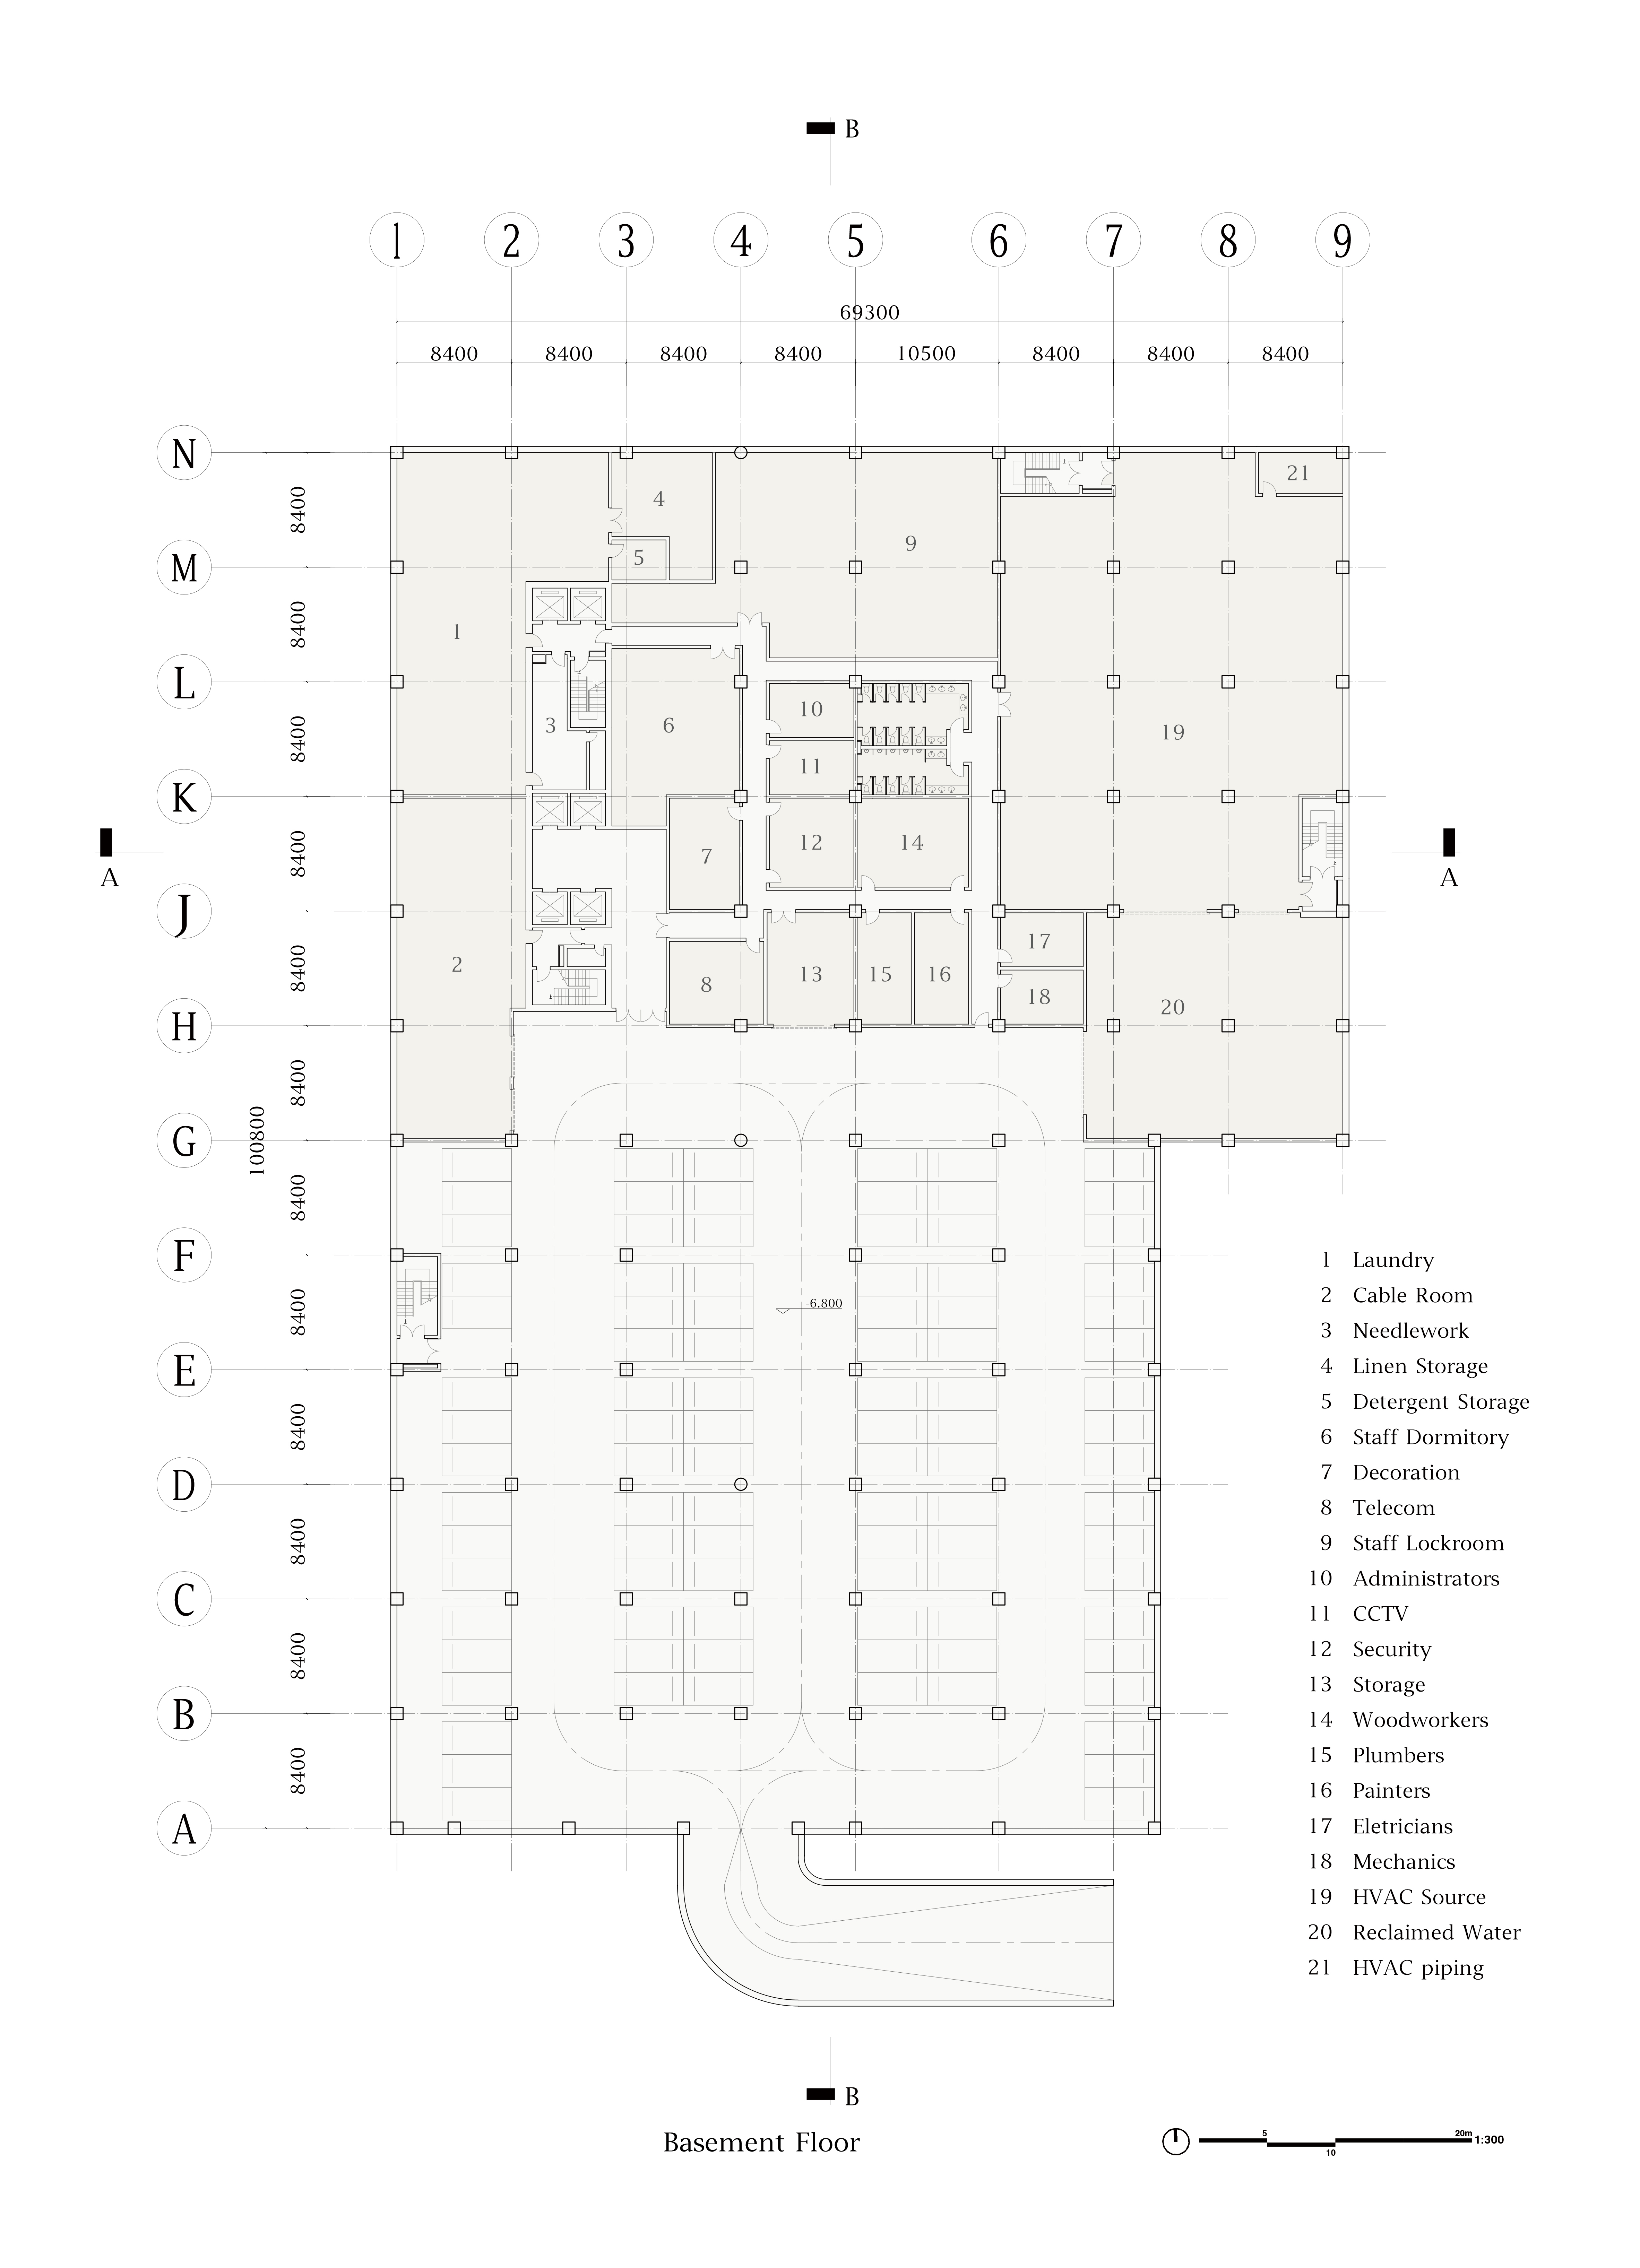 B
1 2 3 4 5 6 7 8 9
69300
8400 8400 8400 8400 10500 8400 8400 8400
N
8400
M
8400
L
8400
K
8400
J
8400
H
8400
G
8400
F
8400
E
8400
D
8400
C
8400
B
8400
A
100800
A
A
4
21
9
5
1
10
3
6
19
11
12
14
7
17
2
13
15
16
8
18
20
-6.800
1 Laundry
2 Cable Room
3 Needlework
4 Linen Storage
5 Detergent Storage
6 Staff Dormitory
7 Decoration
8 Telecom
9 Staff Lockroom
10 Administrators
11 CCTV
12 Security
13 Storage
14 Woodworkers
15 Plumbers
16 Painters
17 Eletricians
18 Mechanics
19 HVAC Source
20 Reclaimed Water
21 HVAC piping
B
Basement Floor
5 10 20m 1:300